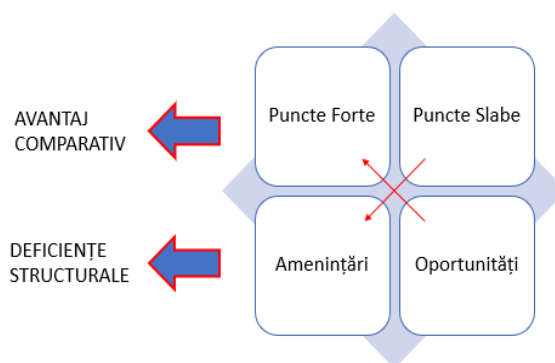 AVANTAJ
COMPARATIV
Puncte Forte
Puncte Slabe
DEFICIENȚE
STRUCTURALE
Amenințări
Oportunități